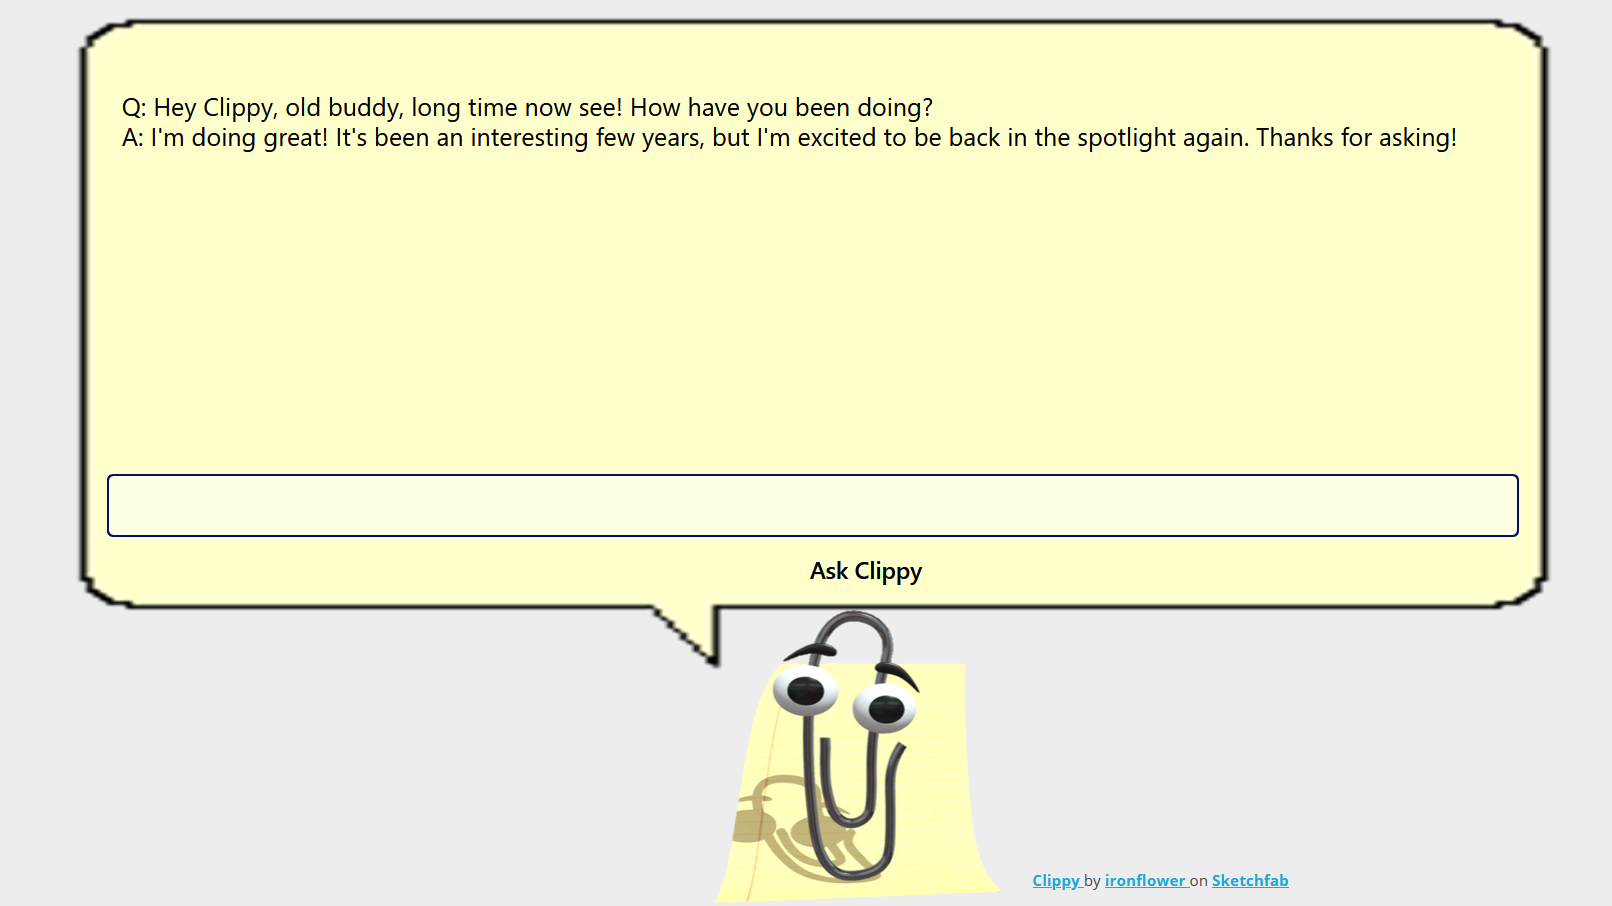 Q: Hey Clippy, old buddy, long time now see! How have you been doing?
A: I'm doing great! It's been an interesting few years, but I'm excited to be back in the spotlight again. Thanks for asking!
Ask Clippy
Clippy by ironflower on Sketchfab